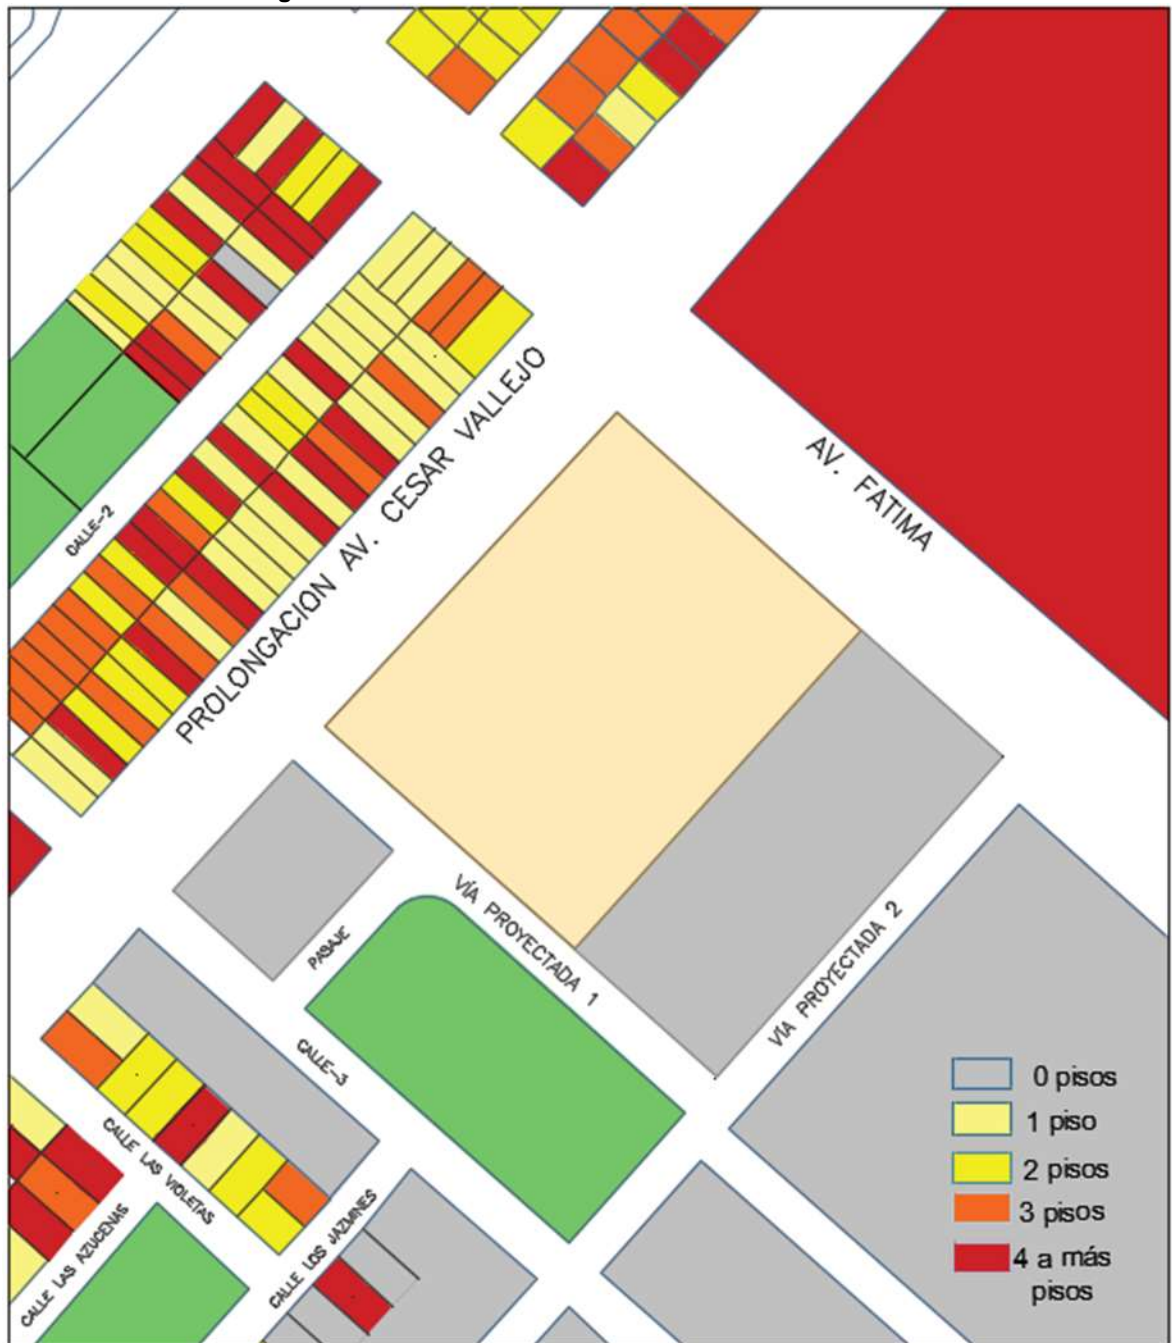 CALLE-2
PROLONGACION AV. CESAR VALLEJO
AV. FATIMA
VÍA PROYECTADA 1
VIA PROYECTADA 2
PASAJE
CALLE-3
CALLE LAS VIOLETAS
CALLE LAS AZUCENAS
CALLE LOS JAZMINES
0 pisos
1 piso
2 pisos
3 pisos
4 a más
pisos